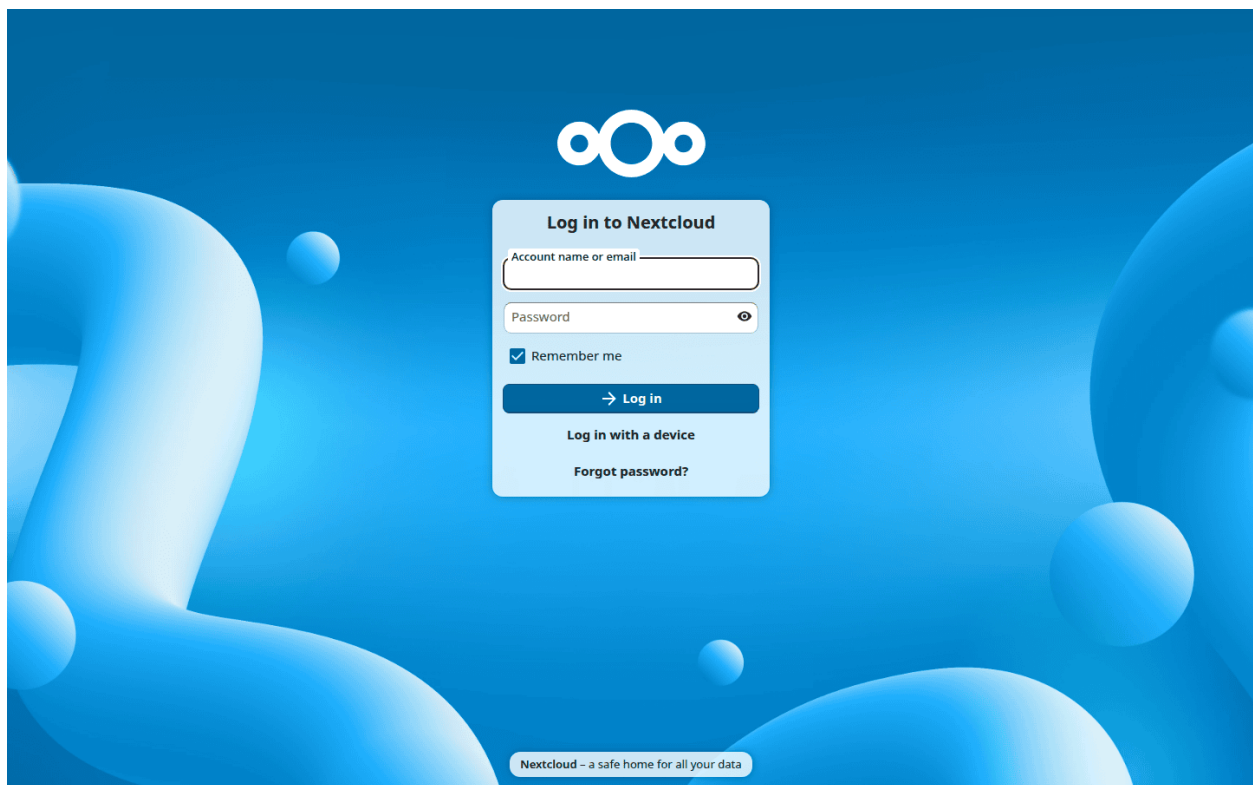 Log in to Nextcloud
Account name or email
Password
Remember me
Log in
Log in with a device
Forgot password?
Nextcloud – a safe home for all your data